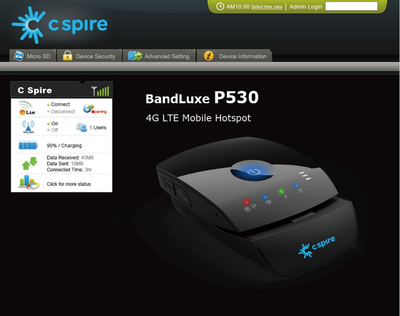 c spire
AM10:00 Select time zone | Admin Login
Micro SD
Device Security
Advanced Setting
Device Information
C Spire
LTE
Connect
Disconnect
Roaming
On
Off
Users
90% / Charging
Data Received: 45MB
Data Sent: 10MB
Connected Time: 3hr
Click for more status
BandLuxe P530
4G LTE Mobile Hotspot
c spire